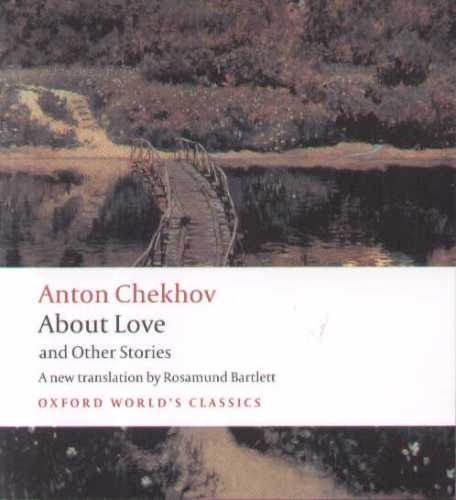 Anton Chekhov
About Love
and Other Stories
A new translation by Rosamund Bartlett
OXFORD WORLD'S CLASSICS